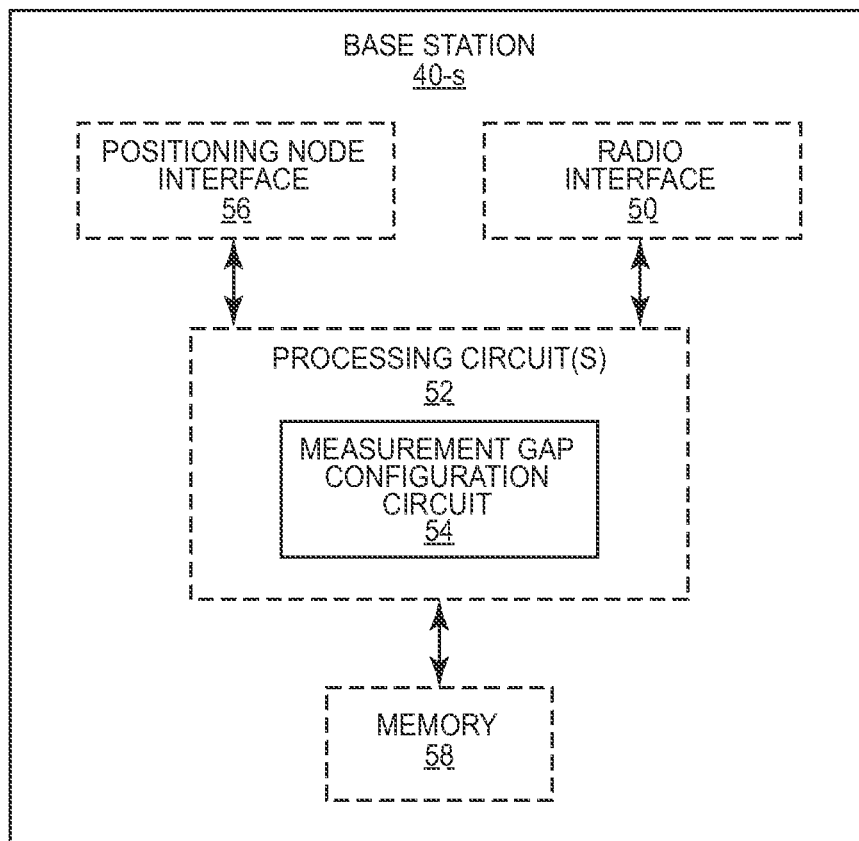 BASE STATION
40-s
POSITIONING NODE
INTERFACE
56
RADIO
INTERFACE
50
PROCESSING CIRCUIT(S)
52
MEASUREMENT GAP
CONFIGURATION
CIRCUIT
54
MEMORY
58